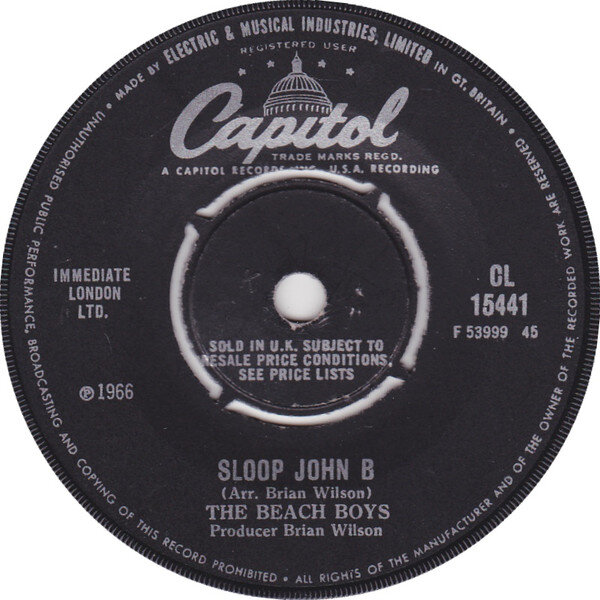 • MADE BY ELECTRIC & MUSICAL INDUSTRIES, LIMITED IN GT. BRITAIN • ALL RIGHTS OF THE MANUFACTURER AND OF THE OWNER OF THE RECORDED WORK ARE RESERVED
UNAUTHORISED PUBLIC PERFORMANCE, BROADCASTING AND COPYING OF THIS RECORD PROHIBITED •
REGISTERED USER
Capitol
TRADE MARKS REGD.
A CAPITOL RECORDS INC. U.S.A. RECORDING
IMMEDIATE
LONDON
LTD.
CL
15441
F 53999 45
SOLD IN U.K. SUBJECT TO
RESALE PRICE CONDITIONS,
SEE PRICE LISTS
℗1966
SLOOP JOHN B
(Arr. Brian Wilson)
THE BEACH BOYS
Producer Brian Wilson